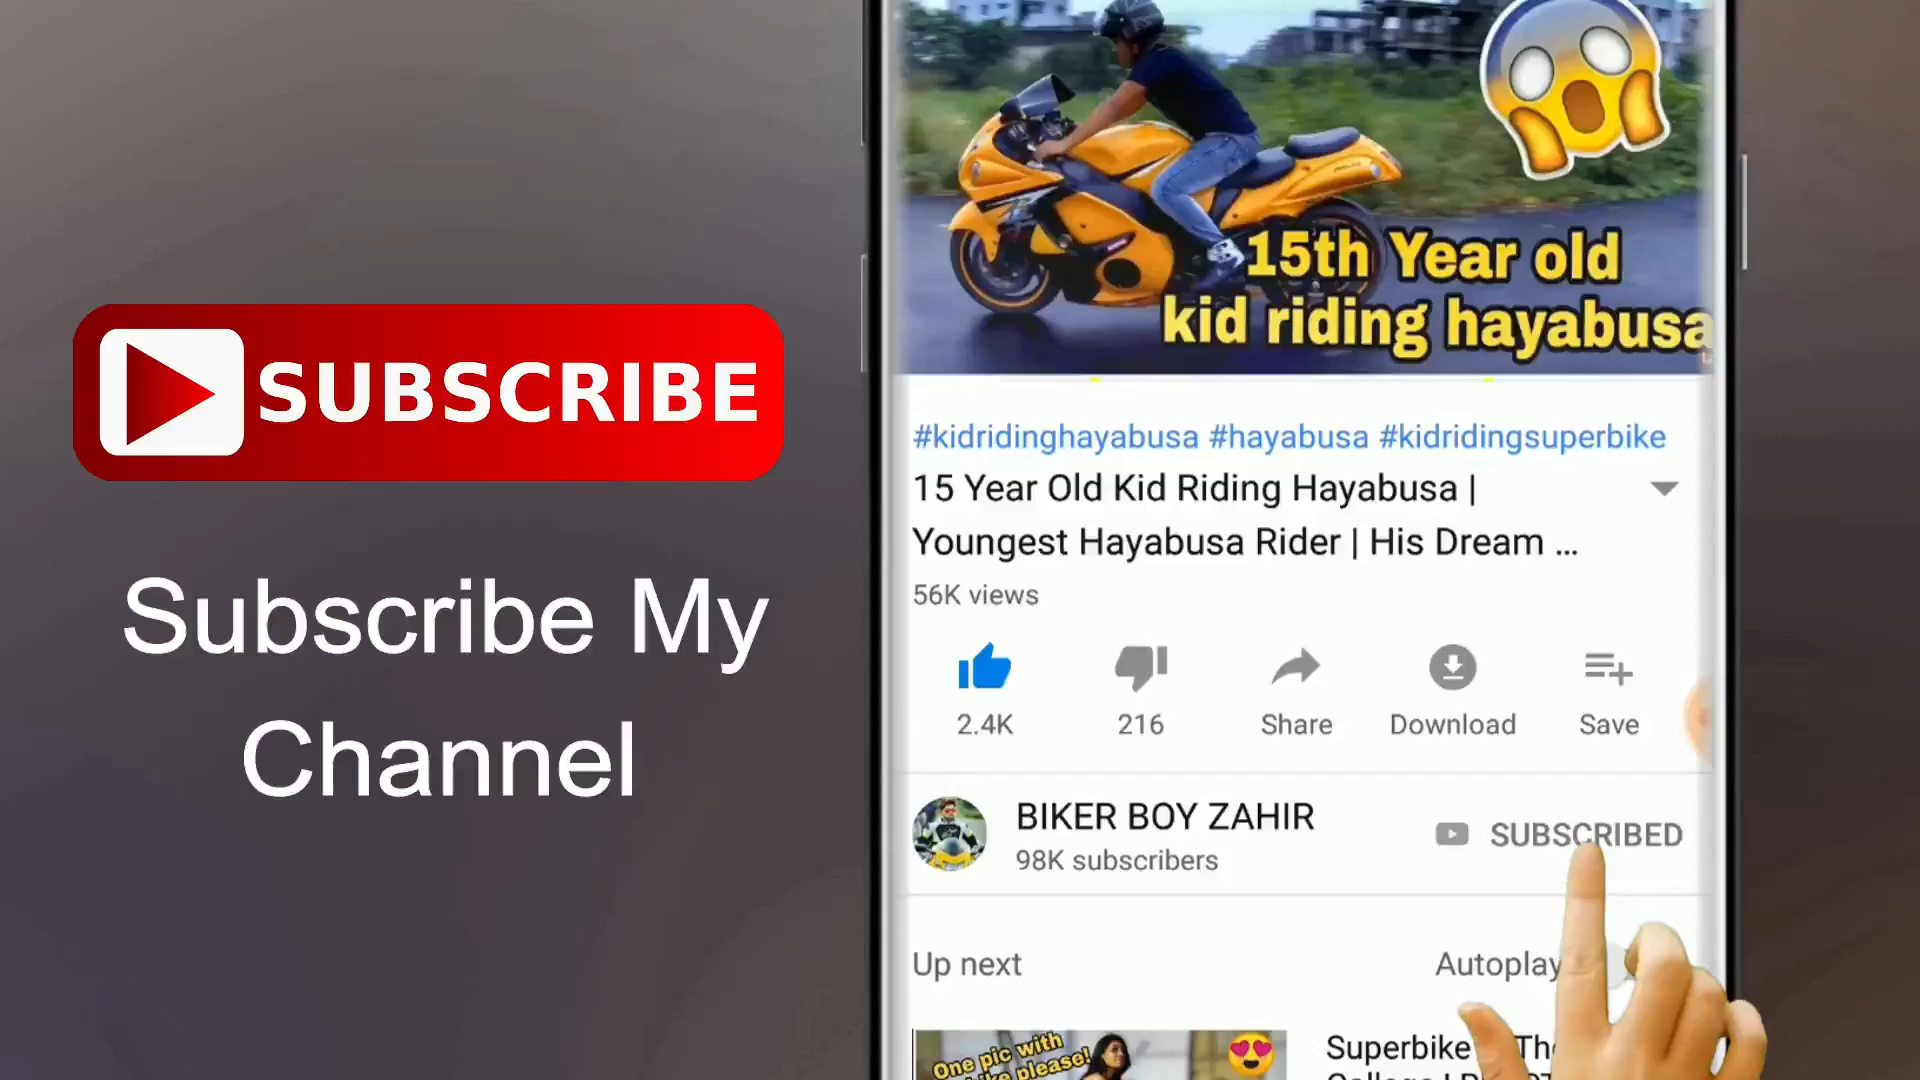 SUBSCRIBE
Subscribe My
Channel
15th Year old
kid riding hayabusa
#kidridinghayabusa #hayabusa #kidridingsuperbike
15 Year Old Kid Riding Hayabusa |
Youngest Hayabusa Rider | His Dream ...
56K views
2.4K 216 Share Download Save
BIKER BOY ZAHIR
SUBSCRIBED
98K subscribers
Up next Autoplay
One pic with
please!
Superbike